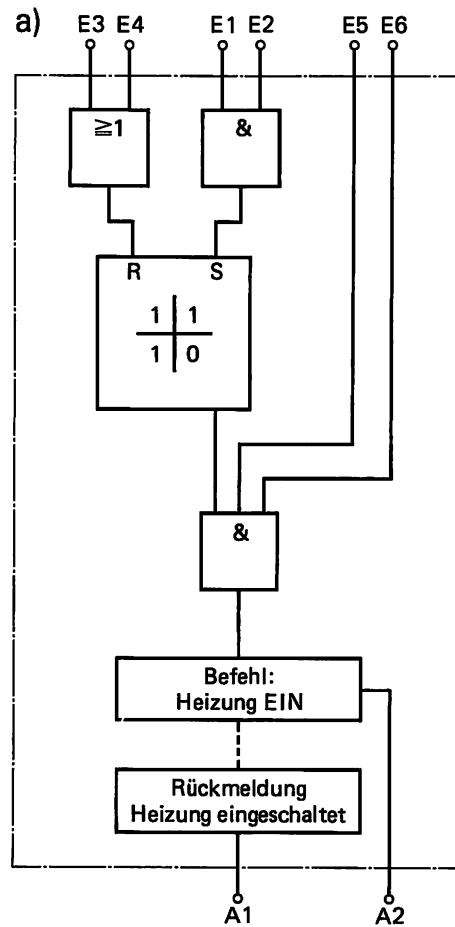 a)
E3 E4 E1 E2 E5 E6
≧1 &
R S
1 1
1 0
&
Befehl:
Heizung EIN
Rückmeldung
Heizung eingeschaltet
A1 A2